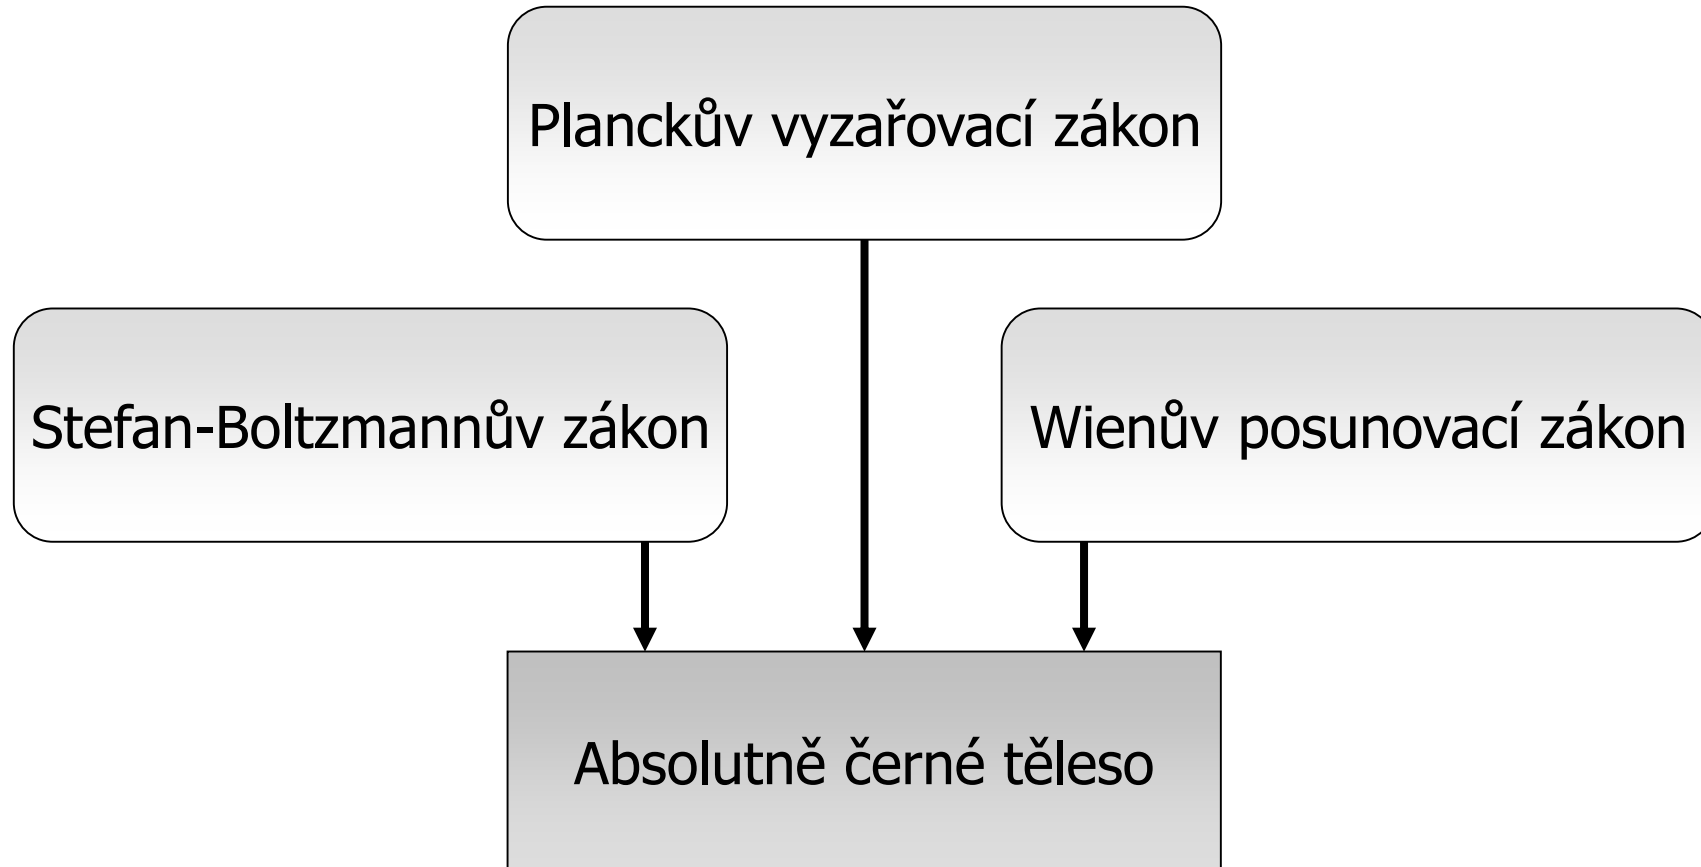 Planckův vyzařovací zákon
Stefan-Boltzmannův zákon
Wienův posunovací zákon
Absolutně černé těleso